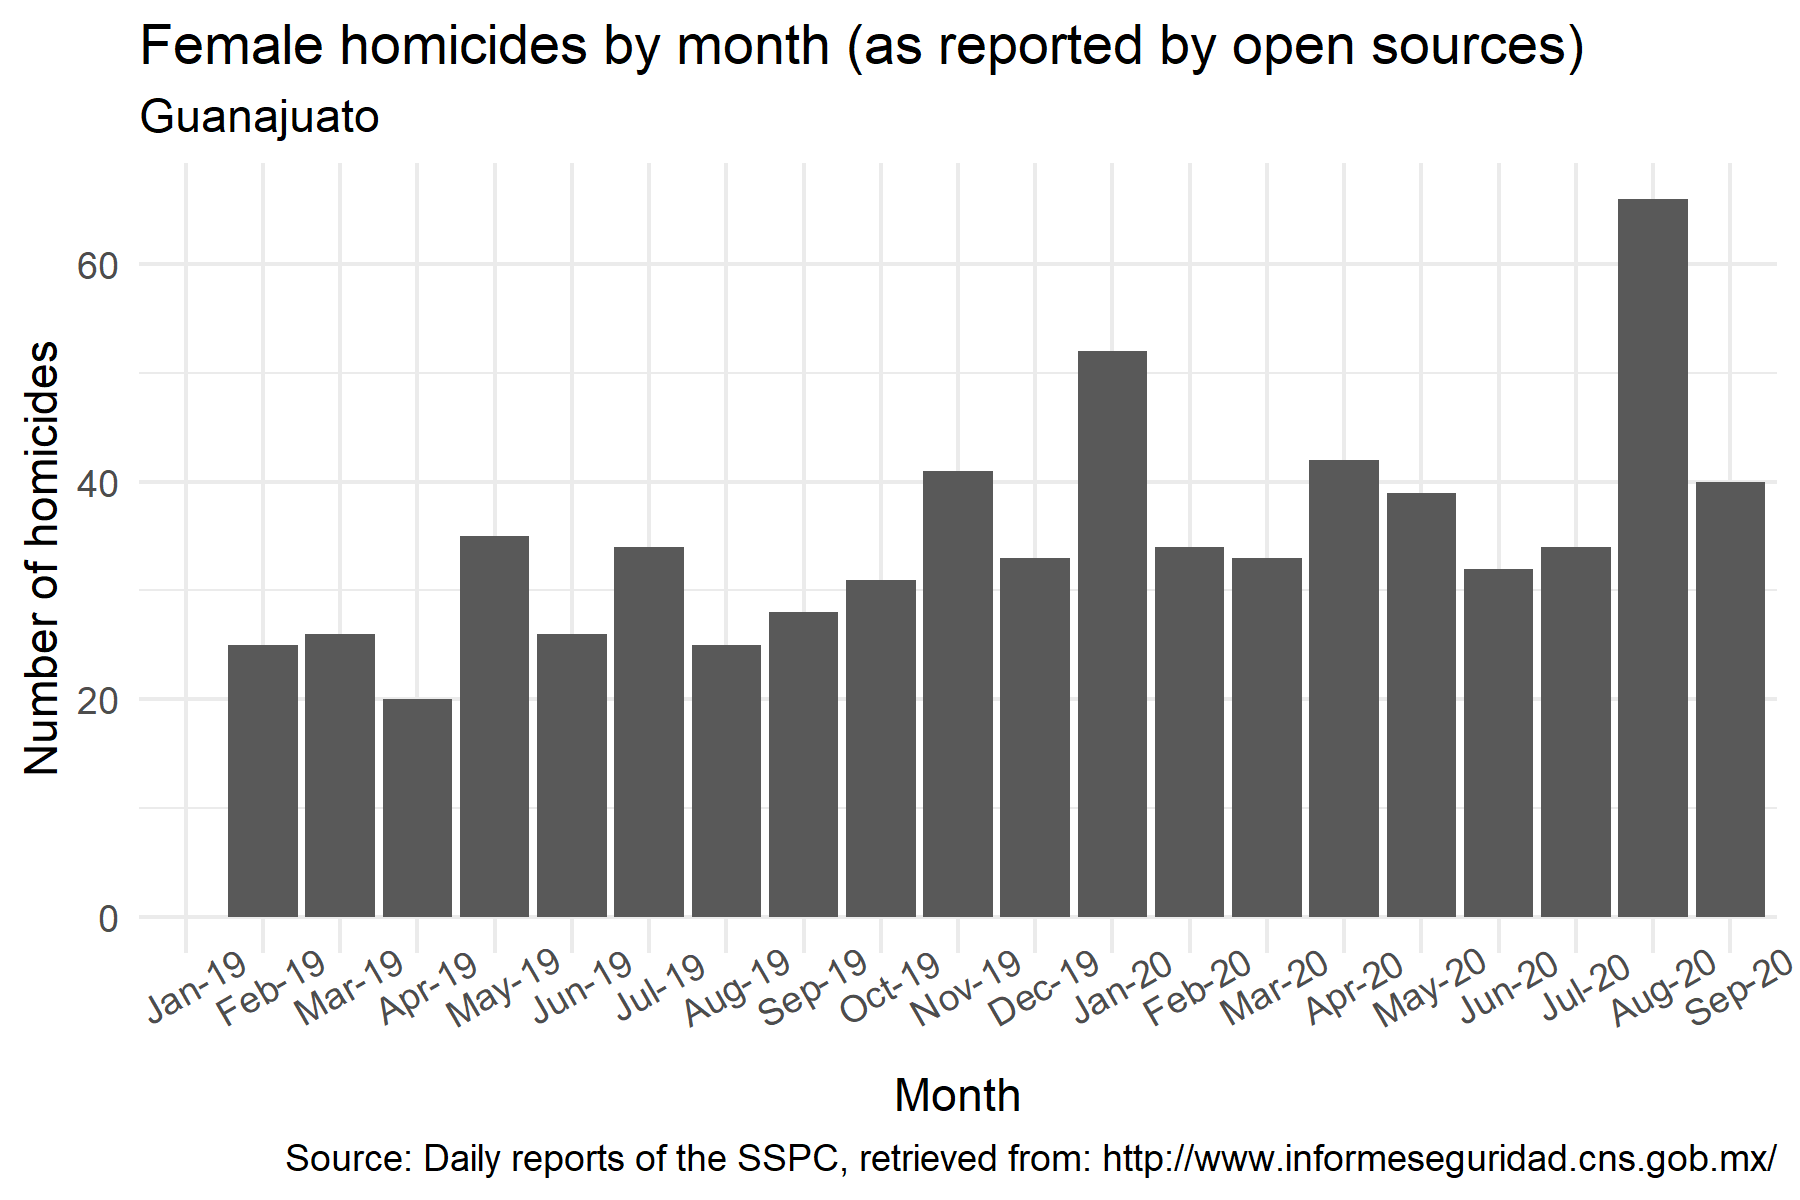 Female homicides by month (as reported by open sources)
Guanajuato
Number of homicides
60
40
20
0
Jan-19
Feb-19
Mar-19
Apr-19
May-19
Jun-19
Jul-19
Aug-19
Sep-19
Oct-19
Nov-19
Dec-19
Jan-20
Feb-20
Mar-20
Apr-20
May-20
Jun-20
Jul-20
Aug-20
Sep-20
Month
Source: Daily reports of the SSPC, retrieved from: http://www.informeseguridad.cns.gob.mx/